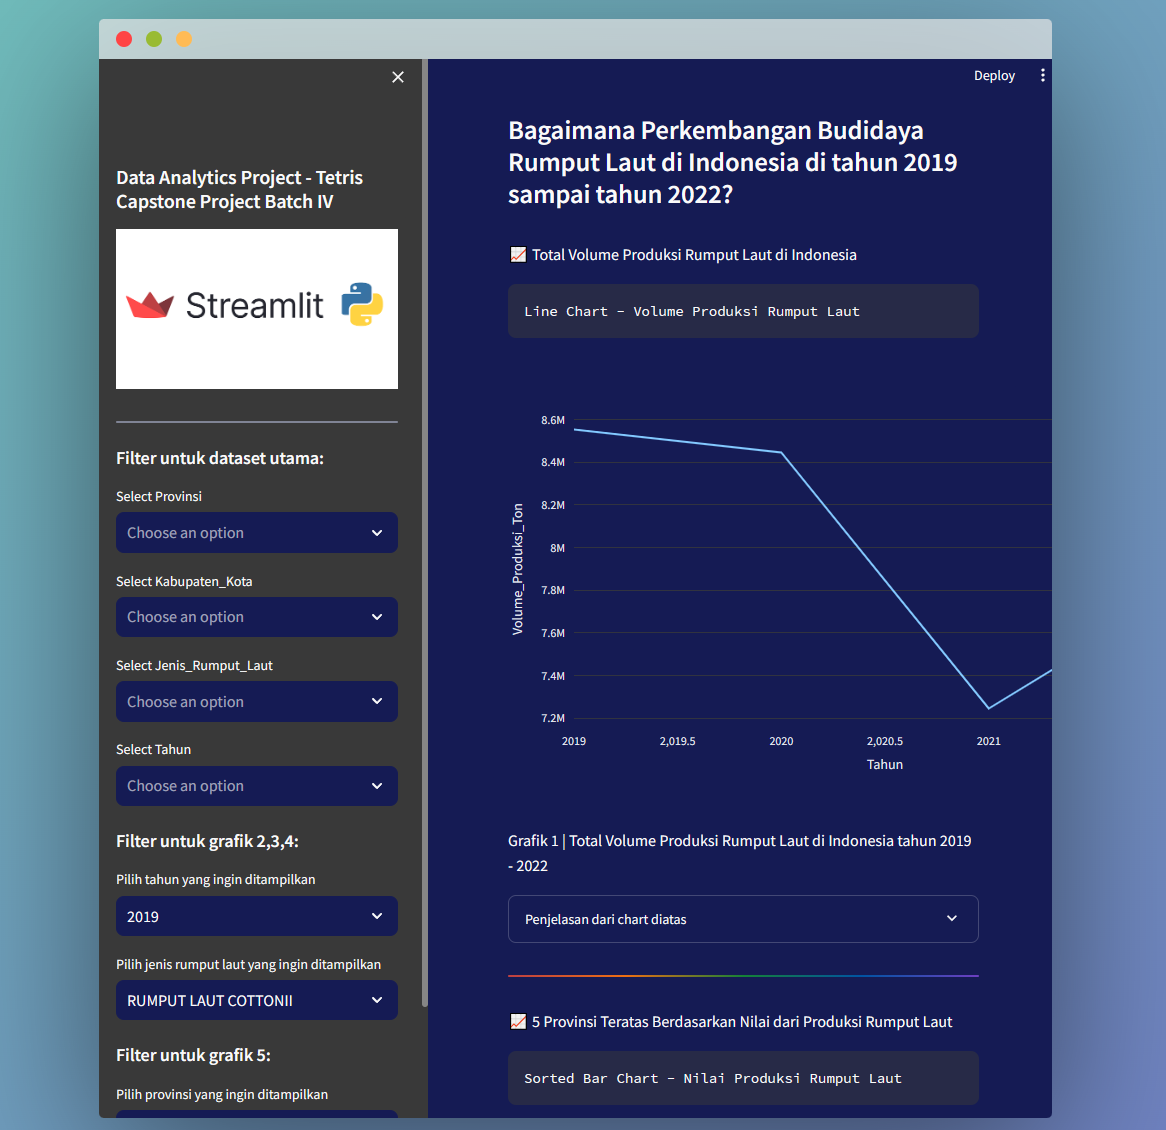 Data Analytics Project - Tetris
Capstone Project Batch IV
Streamlit
Filter untuk dataset utama:
Select Provinsi
Choose an option
Select Kabupaten_Kota
Choose an option
Select Jenis_Rumput_Laut
Choose an option
Select Tahun
Choose an option
Filter untuk grafik 2,3,4:
Pilih tahun yang ingin ditampilkan
2019
Pilih jenis rumput laut yang ingin ditampilkan
RUMPUT LAUT COTTONII
Filter untuk grafik 5:
Pilih provinsi yang ingin ditampilkan
Deploy
Bagaimana Perkembangan Budidaya
Rumput Laut di Indonesia di tahun 2019
sampai tahun 2022?
📈 Total Volume Produksi Rumput Laut di Indonesia
Line Chart - Volume Produksi Rumput Laut
8.6M
8.4M
8.2M
8M
7.8M
7.6M
7.4M
7.2M
Volume_Produksi_Ton
2019 2,019.5 2020 2,020.5 2021
Tahun
Grafik 1 | Total Volume Produksi Rumput Laut di Indonesia tahun 2019
- 2022
Penjelasan dari chart diatas
📈 5 Provinsi Teratas Berdasarkan Nilai dari Produksi Rumput Laut
Sorted Bar Chart - Nilai Produksi Rumput Laut